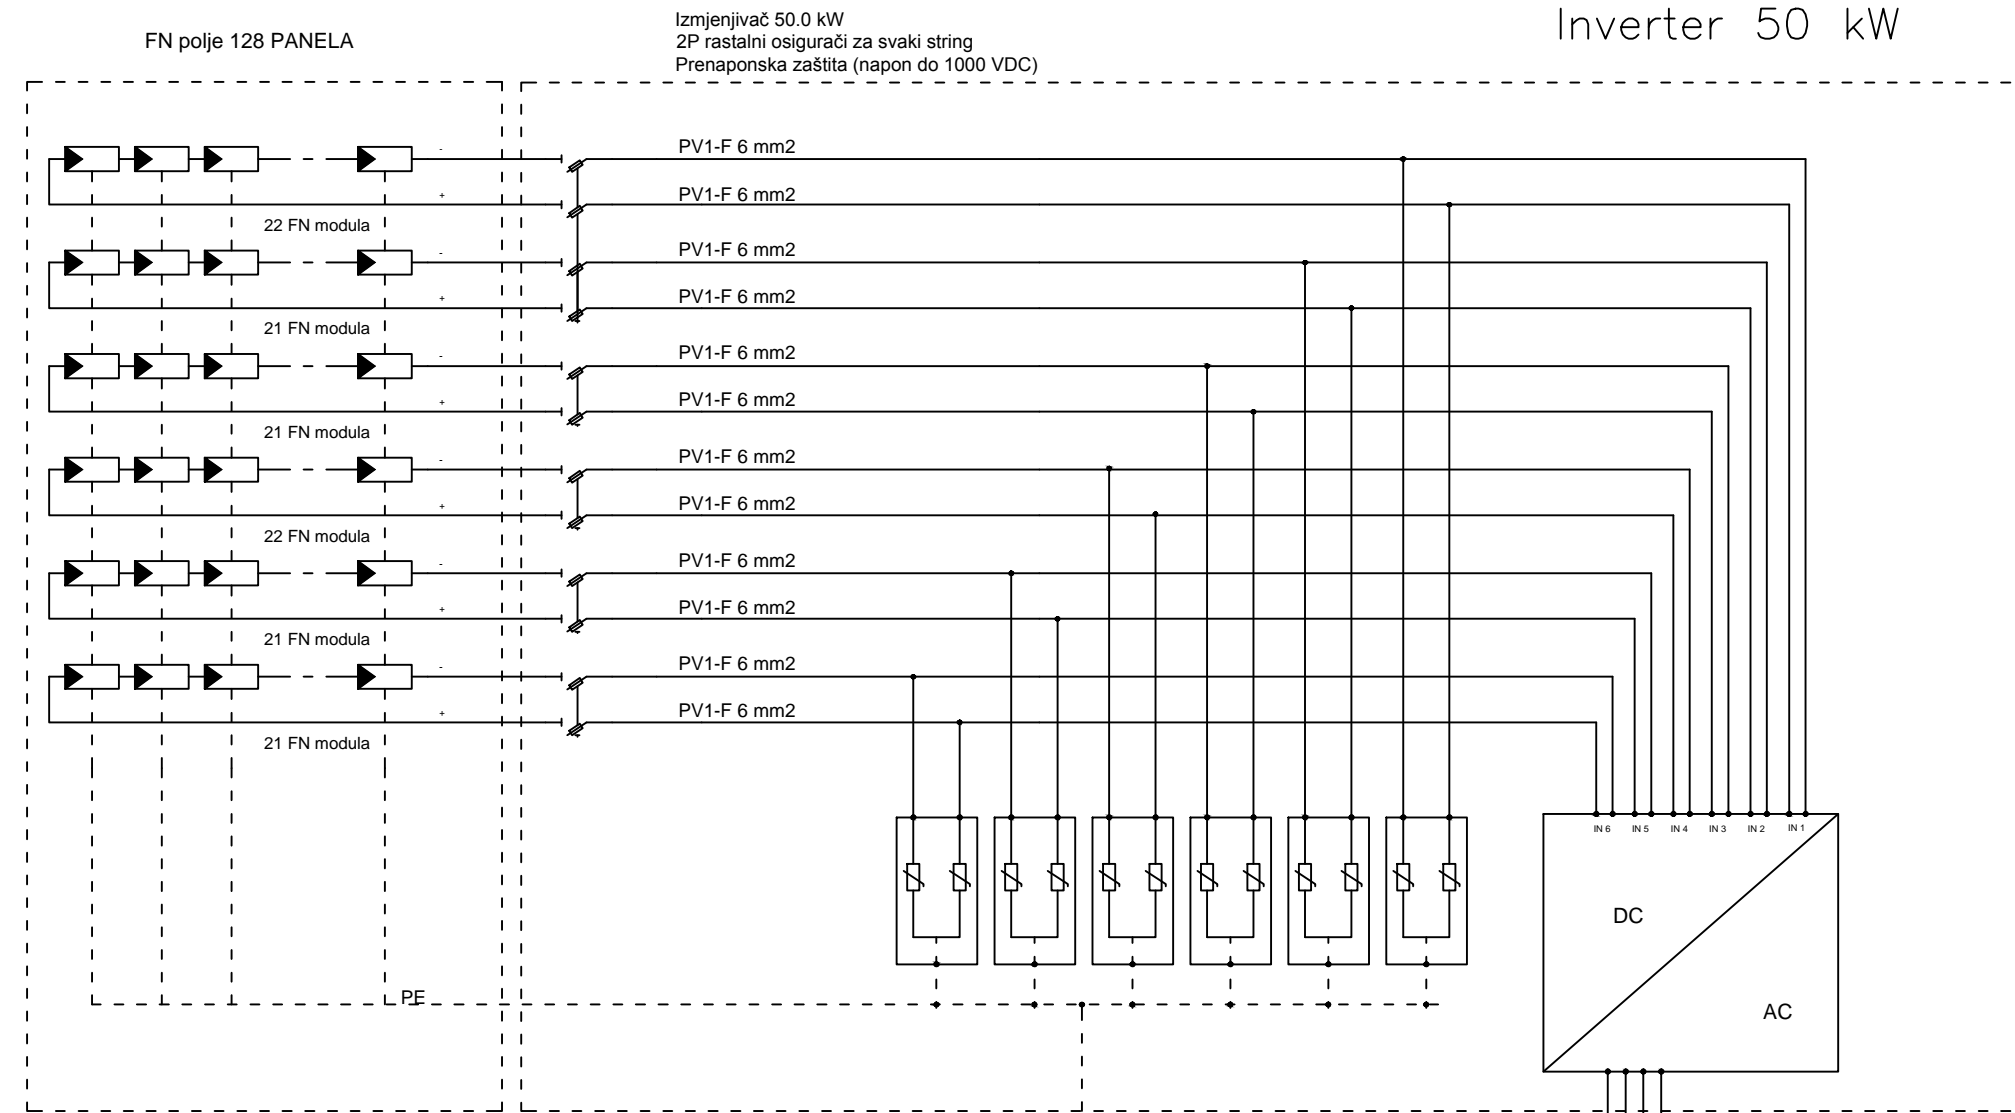 FN polje 128 PANELA
Izmjenjivač 50.0 kW
2P rastalni osigurači za svaki string
Prenaponska zaštita (napon do 1000 VDC)
Inverter 50 kW
-
PV1-F 6 mm2
+
PV1-F 6 mm2
22 FN modula
-
PV1-F 6 mm2
+
PV1-F 6 mm2
21 FN modula
-
PV1-F 6 mm2
+
PV1-F 6 mm2
21 FN modula
-
PV1-F 6 mm2
+
PV1-F 6 mm2
22 FN modula
-
PV1-F 6 mm2
+
PV1-F 6 mm2
21 FN modula
-
PV1-F 6 mm2
+
PV1-F 6 mm2
21 FN modula
IN 6 IN 5 IN 4 IN 3 IN 2 IN 1
DC
AC
PE